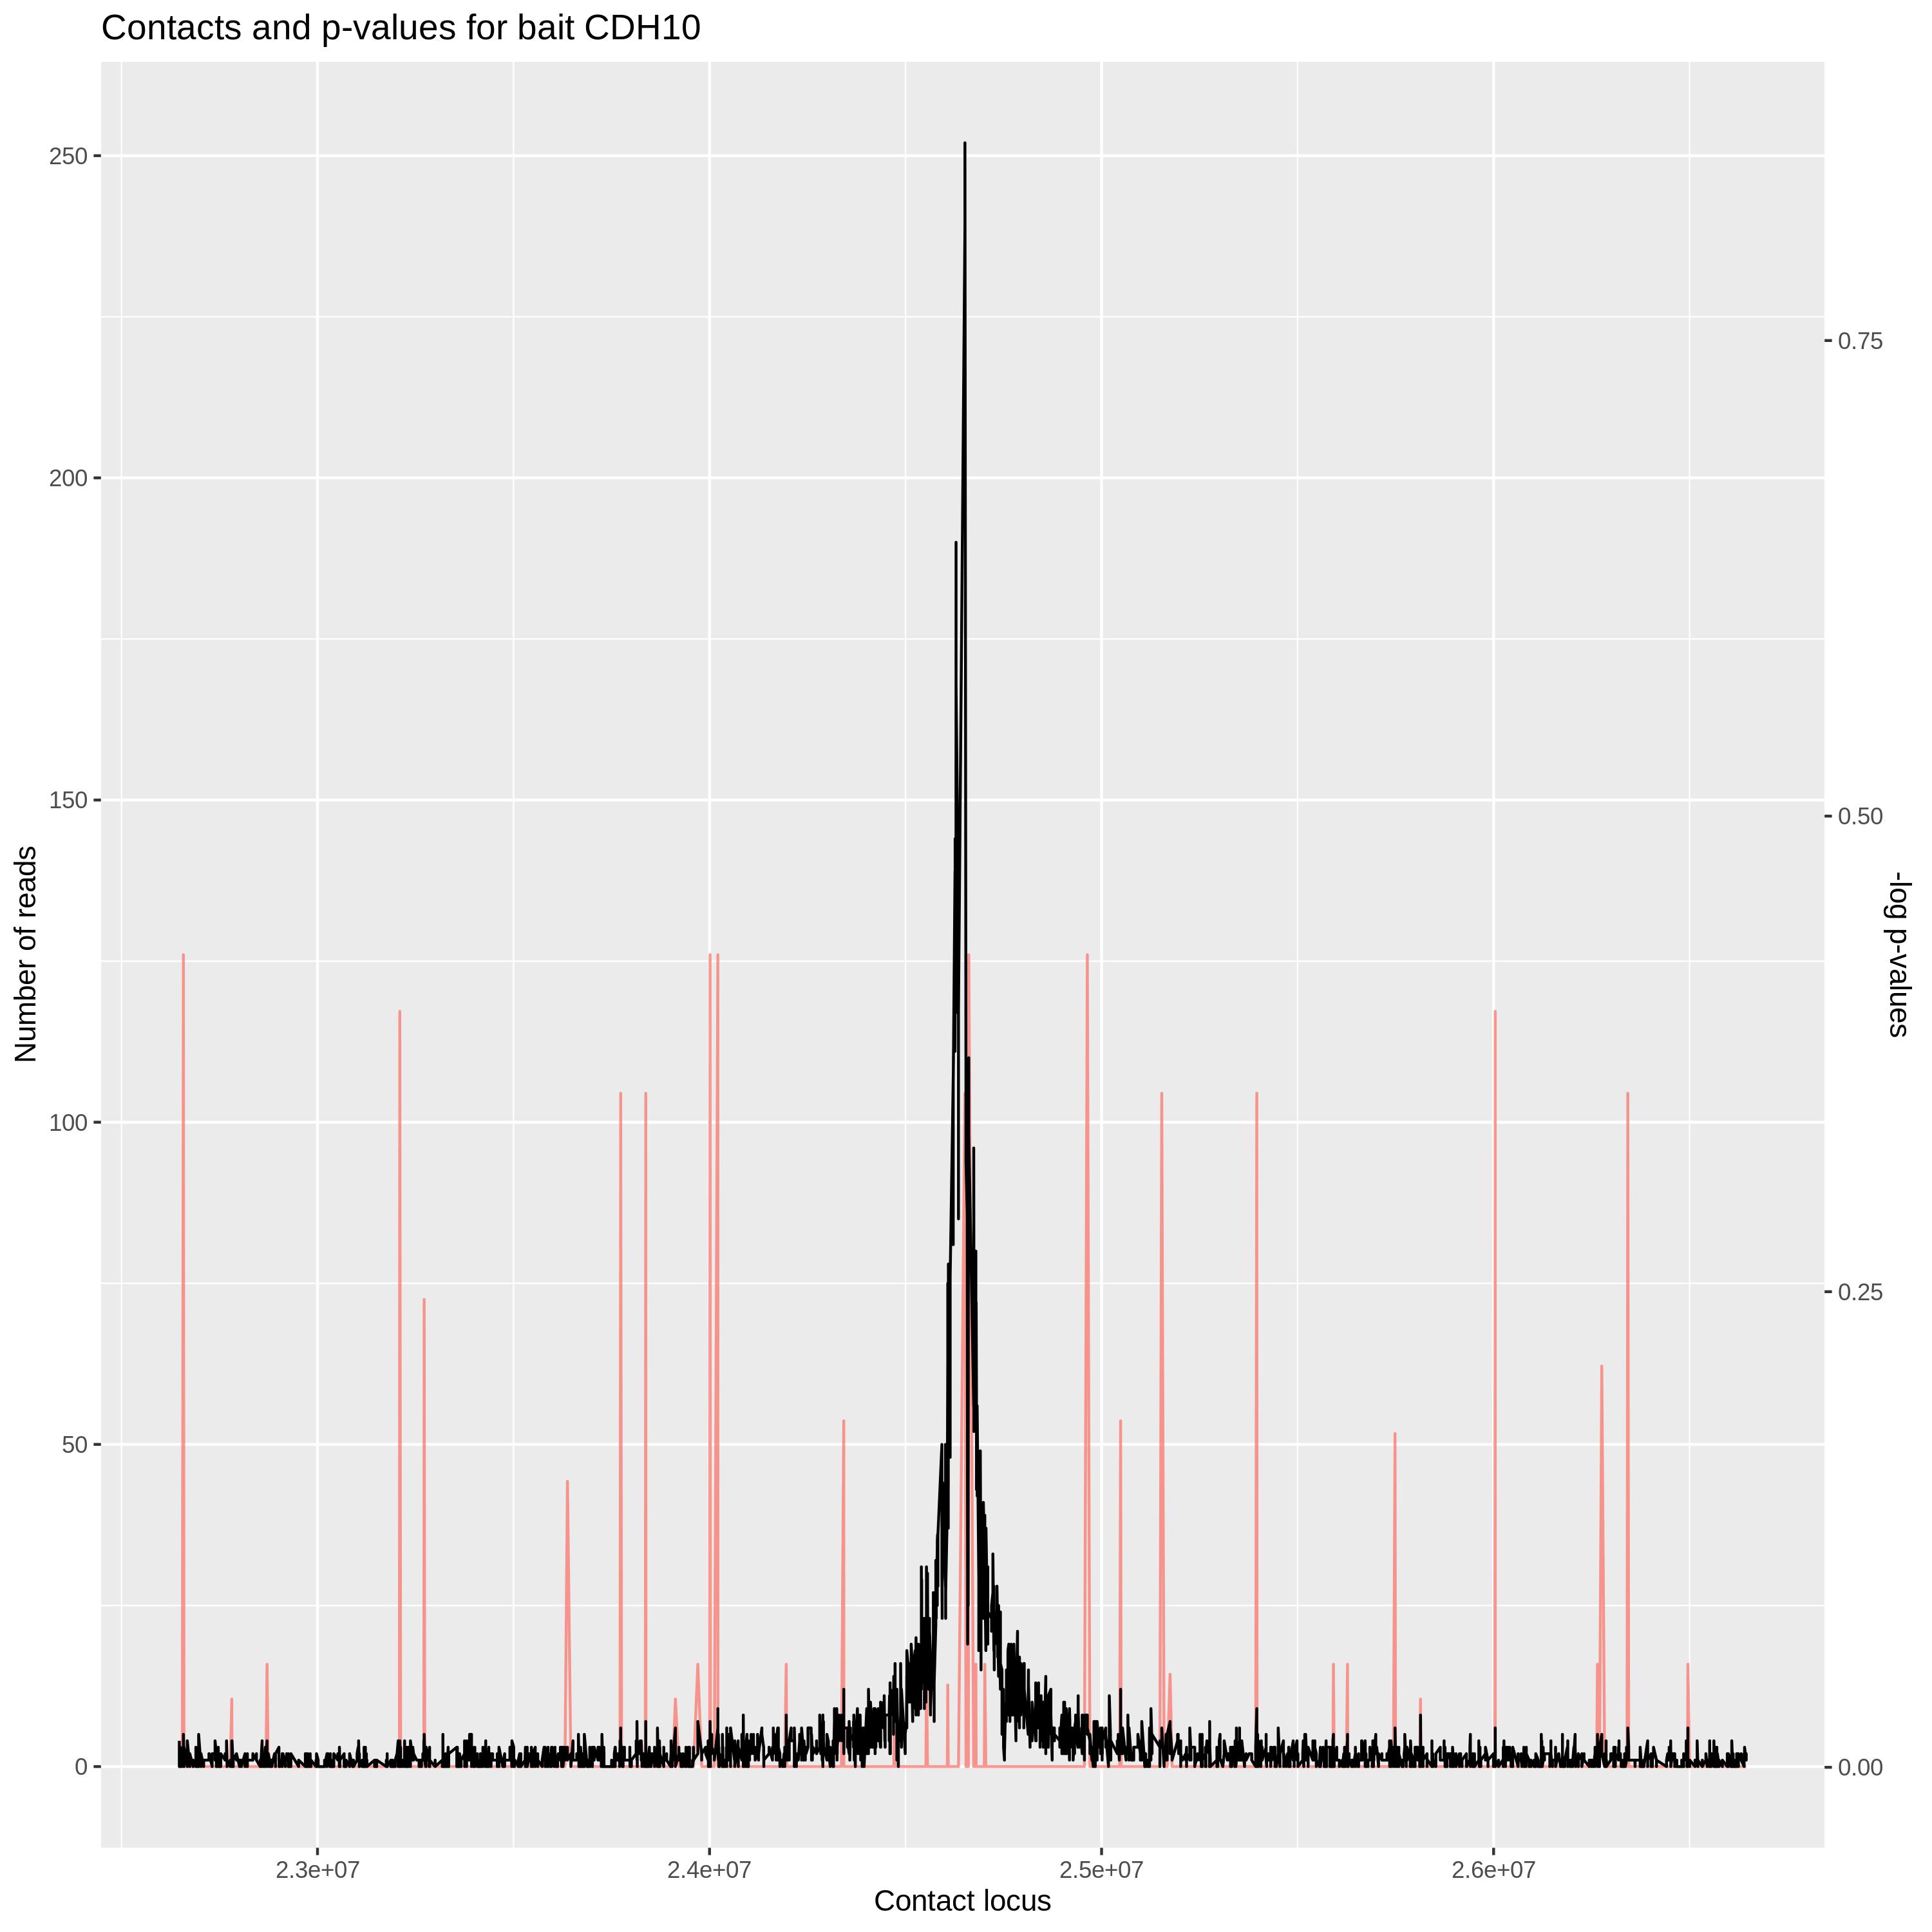 Contacts and p-values for bait CDH10
Number of reads
250
200
150
100
50
0
0.75
0.50
0.25
0.00
-log p-values
2.3e+07
2.4e+07
2.5e+07
2.6e+07
Contact locus